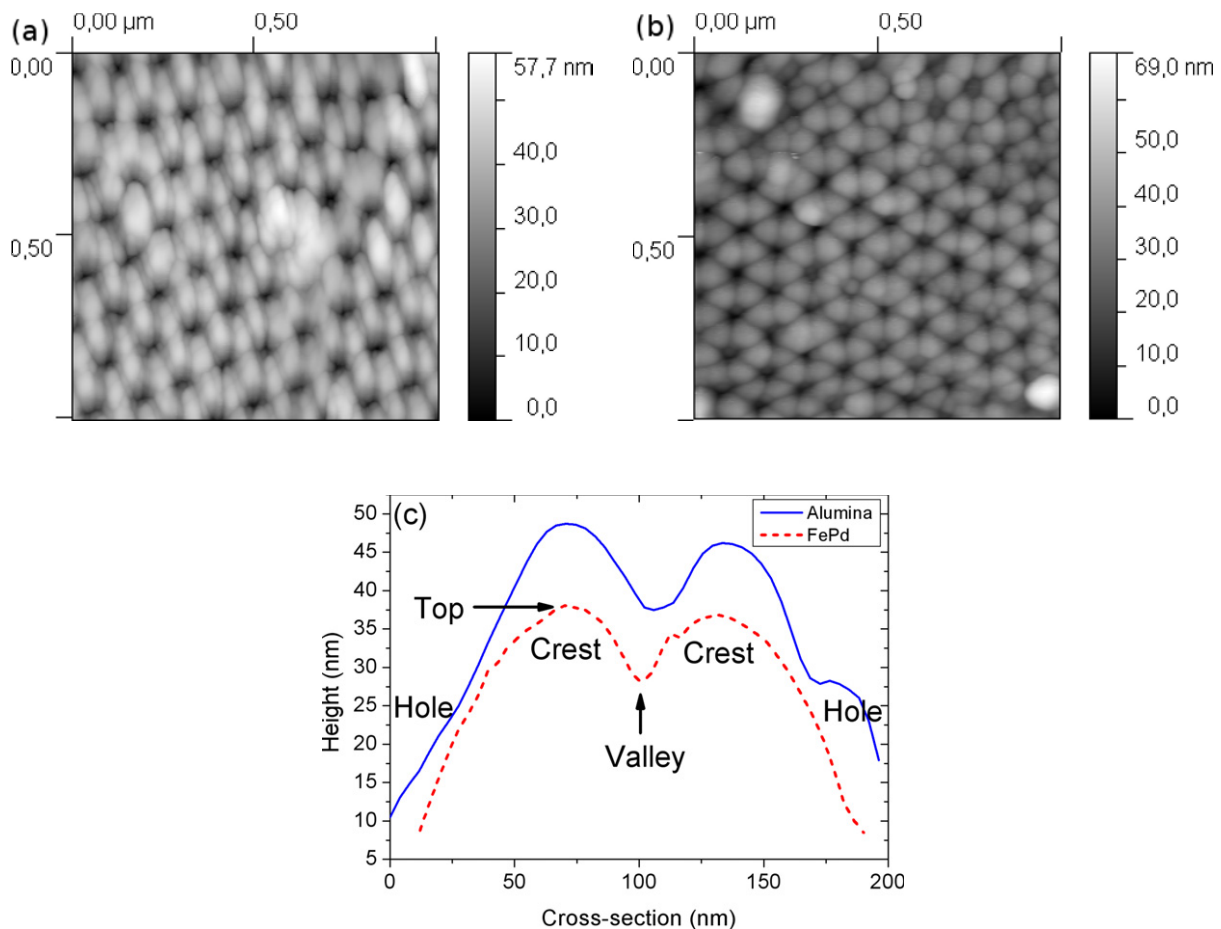 (a)
0,00 µm 0,50
0,00
0,50
57,7 nm
40,0
30,0
20,0
10,0
0,0
(b)
0,00 µm 0,50
0,00
0,50
69,0 nm
50,0
40,0
30,0
20,0
10,0
0,0
(c)
Alumina
FePd
Top
Crest
Crest
Hole
Hole
Valley
Height (nm)
50
45
40
35
30
25
20
15
10
5
0 50 100 150 200
Cross-section (nm)